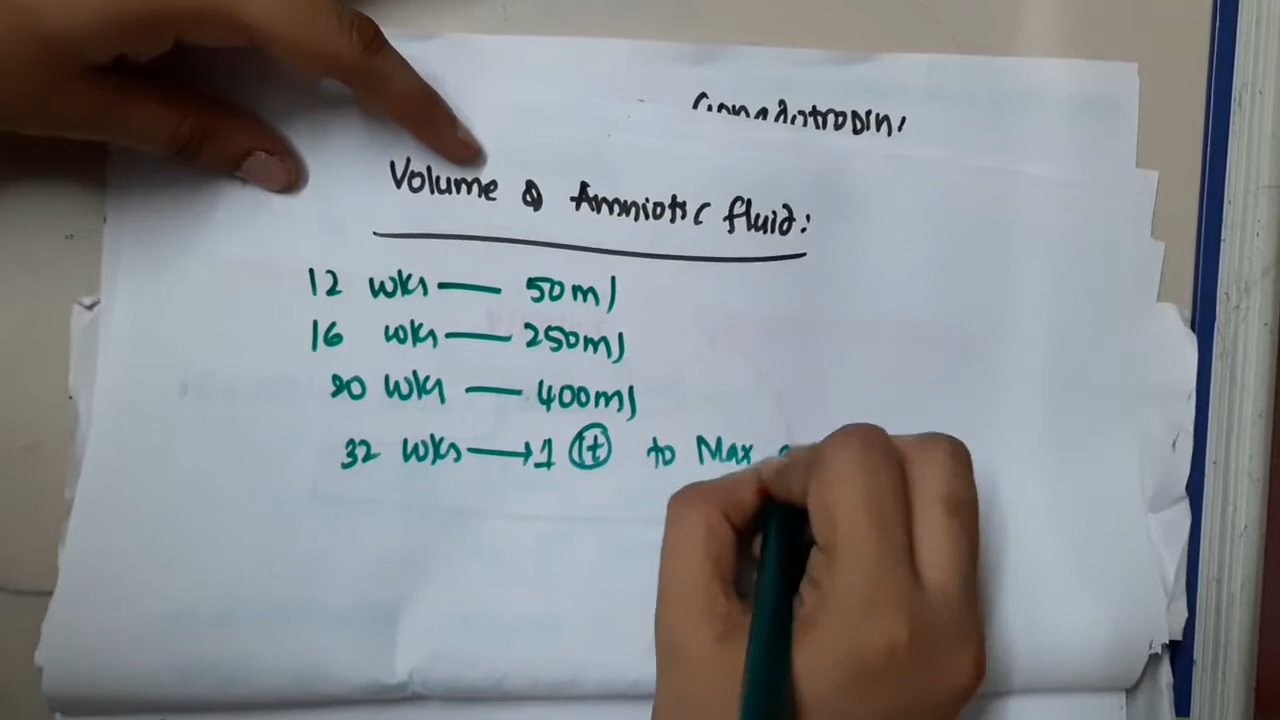 Volume of Amniotic fluid:
12 wks — 50ml
16 wks — 250ml
20 wks — 400ml
32 wks → 1 lt to Max